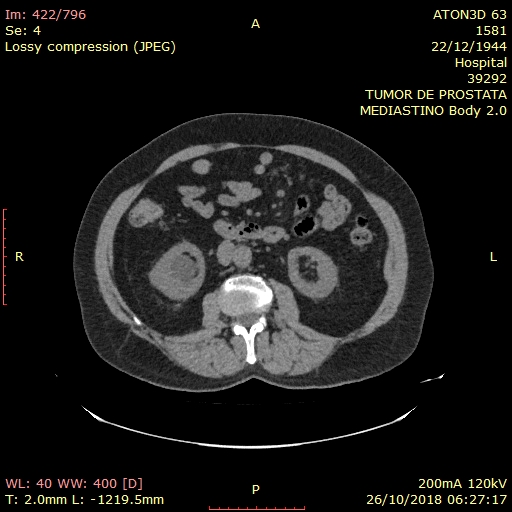 Im: 422/796
Se: 4
Lossy compression (JPEG)
A
ATON3D 63
1581
22/12/1944
Hospital
39292
TUMOR DE PROSTATA
MEDIASTINO Body 2.0
R
L
WL: 40 WW: 400 [D]
T: 2.0mm L: -1219.5mm
P
200mA 120kV
26/10/2018 06:27:17